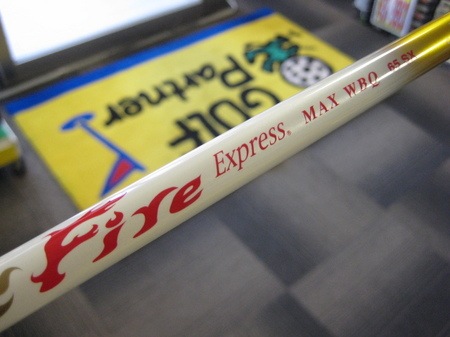 Fire Express® MAX WBQ 65-SX
Golf
Partner